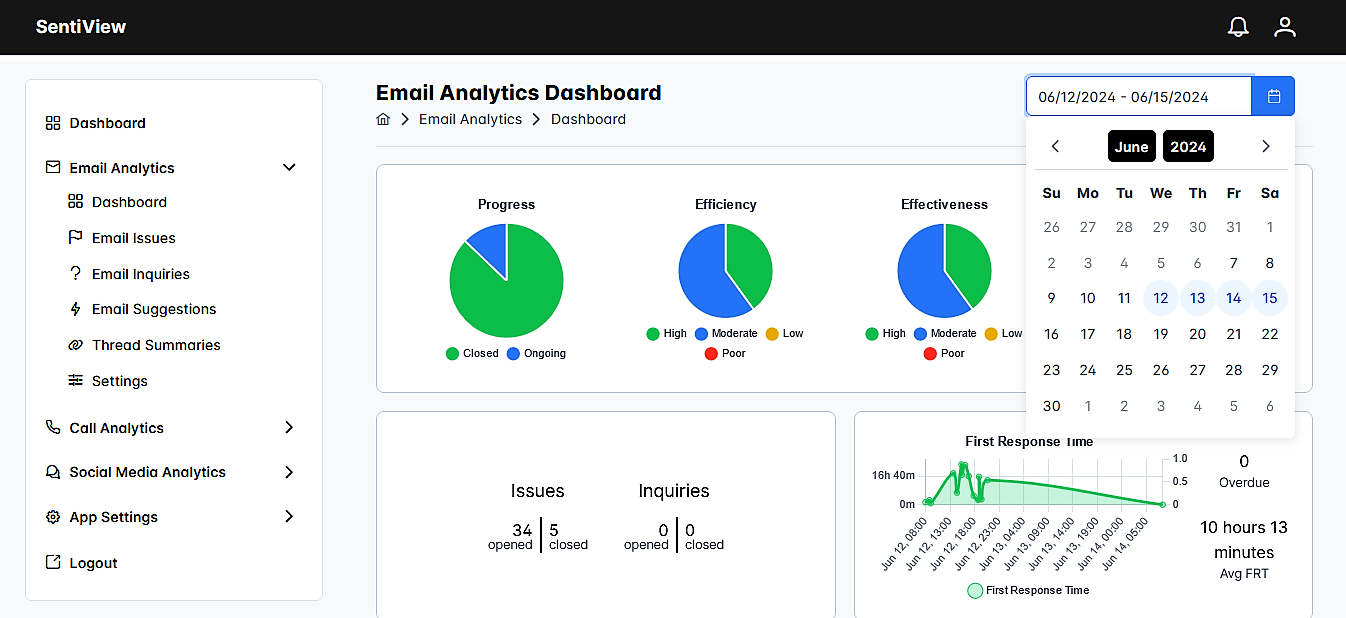 SentiView
Dashboard
Email Analytics
Dashboard
Email Issues
Email Inquiries
Email Suggestions
Thread Summaries
Settings
Call Analytics
Social Media Analytics
App Settings
Logout
Email Analytics Dashboard
Email Analytics Dashboard
06/12/2024 - 06/15/2024
June 2024
Su Mo Tu We Th Fr Sa
26 27 28 29 30 31 1
2 3 4 5 6 7 8
9 10 11 12 13 14 15
16 17 18 19 20 21 22
23 24 25 26 27 28 29
30 1 2 3 4 5 6
Progress
Closed Ongoing
Efficiency
High Moderate Low
Poor
Effectiveness
High Moderate Low
Poor
Issues
34 5
opened closed
Inquiries
0 0
opened closed
First Response Time
16h 40m
0m
1.0
0.5
0
Jun 12, 08:00
Jun 12, 13:00
Jun 12, 18:00
Jun 12, 23:00
Jun 13, 04:00
Jun 13, 09:00
Jun 13, 14:00
Jun 13, 19:00
Jun 14, 00:00
Jun 14, 05:00
First Response Time
0
Overdue
10 hours 13
minutes
Avg FRT